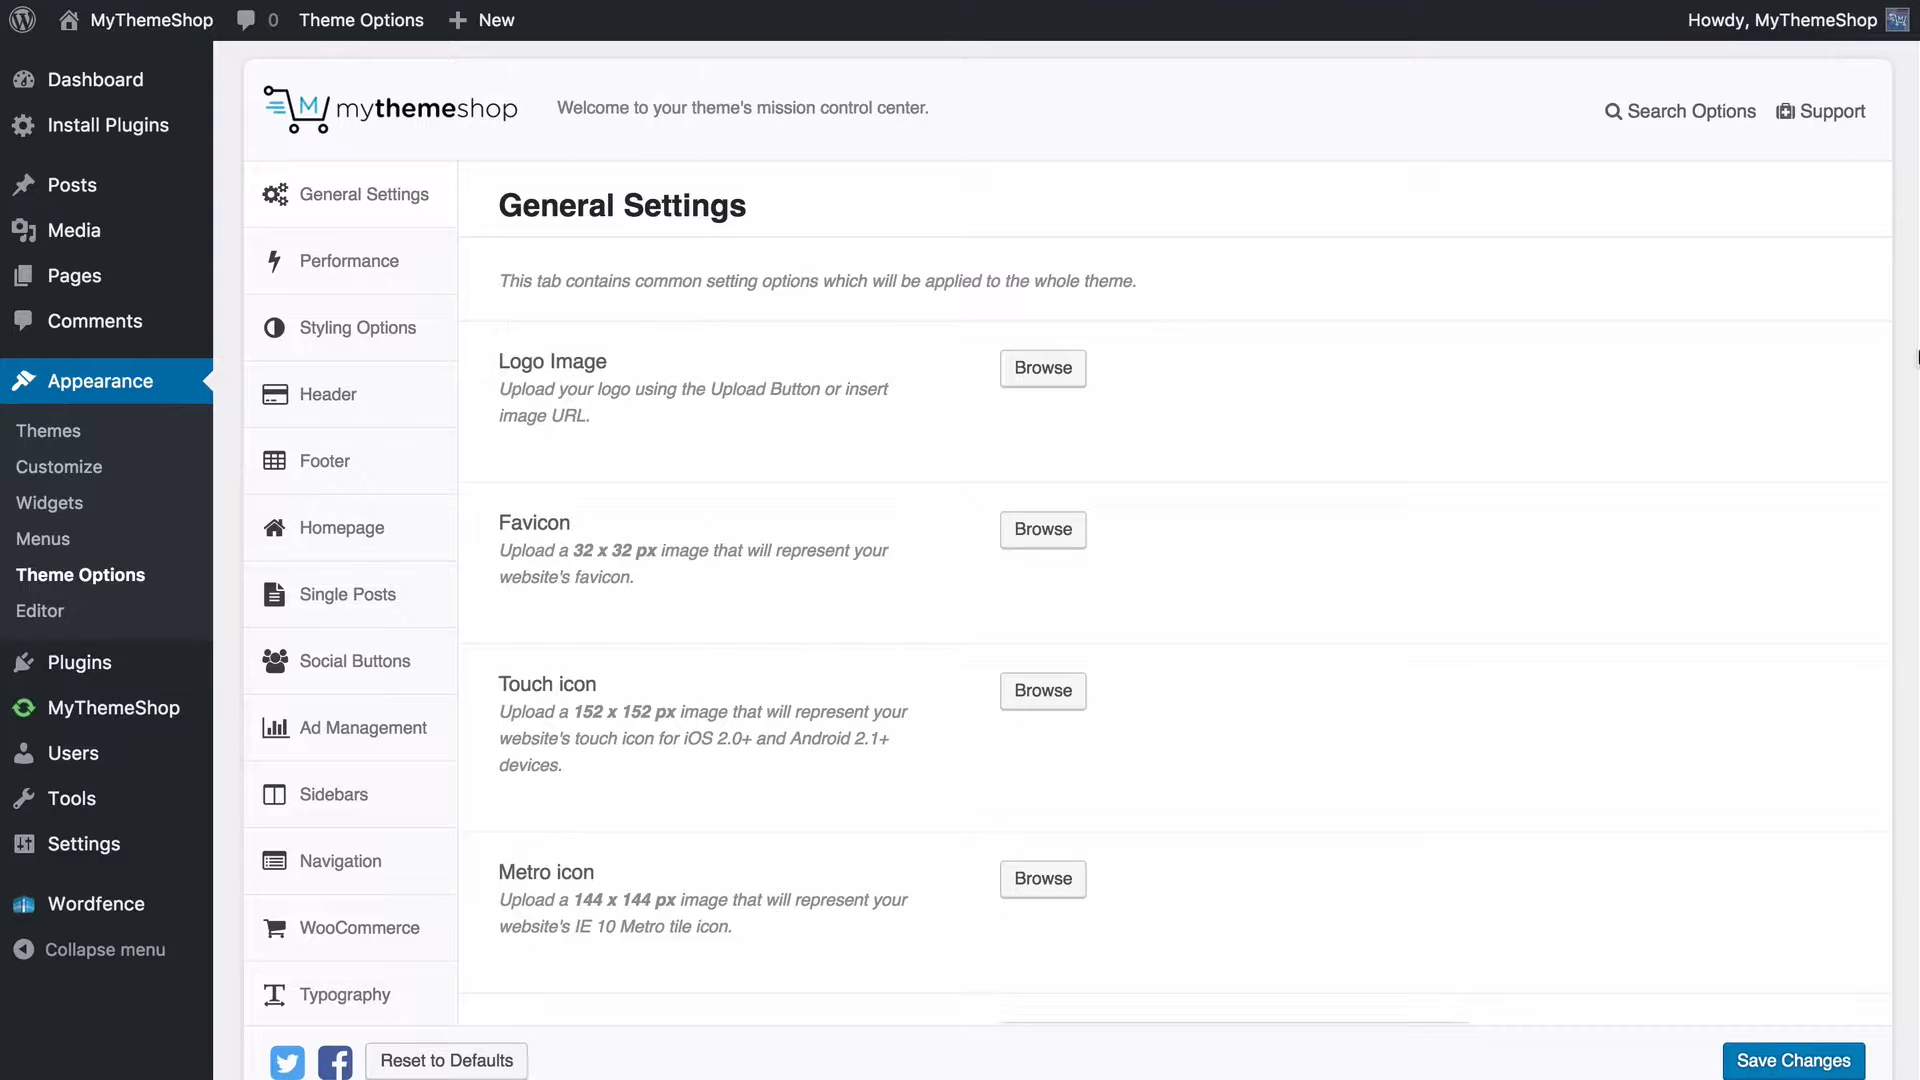 MyThemeShop
0
Theme Options
New
Howdy, MyThemeShop
Dashboard
Install Plugins
Posts
Media
Pages
Comments
Appearance
Themes
Customize
Widgets
Menus
Theme Options
Editor
Plugins
MyThemeShop
Users
Tools
Settings
Wordfence
Collapse menu
M mythemeshop
Welcome to your theme's mission control center.
Search Options
Support
General Settings
Performance
Styling Options
Header
Footer
Homepage
Single Posts
Social Buttons
Ad Management
Sidebars
Navigation
WooCommerce
Typography
General Settings
This tab contains common setting options which will be applied to the whole theme.
Logo Image
Upload your logo using the Upload Button or insert
image URL.
Browse
Favicon
Upload a 32 x 32 px image that will represent your
website's favicon.
Browse
Touch icon
Upload a 152 x 152 px image that will represent your
website's touch icon for iOS 2.0+ and Android 2.1+
devices.
Browse
Metro icon
Upload a 144 x 144 px image that will represent your
website's IE 10 Metro tile icon.
Browse
Reset to Defaults
Save Changes